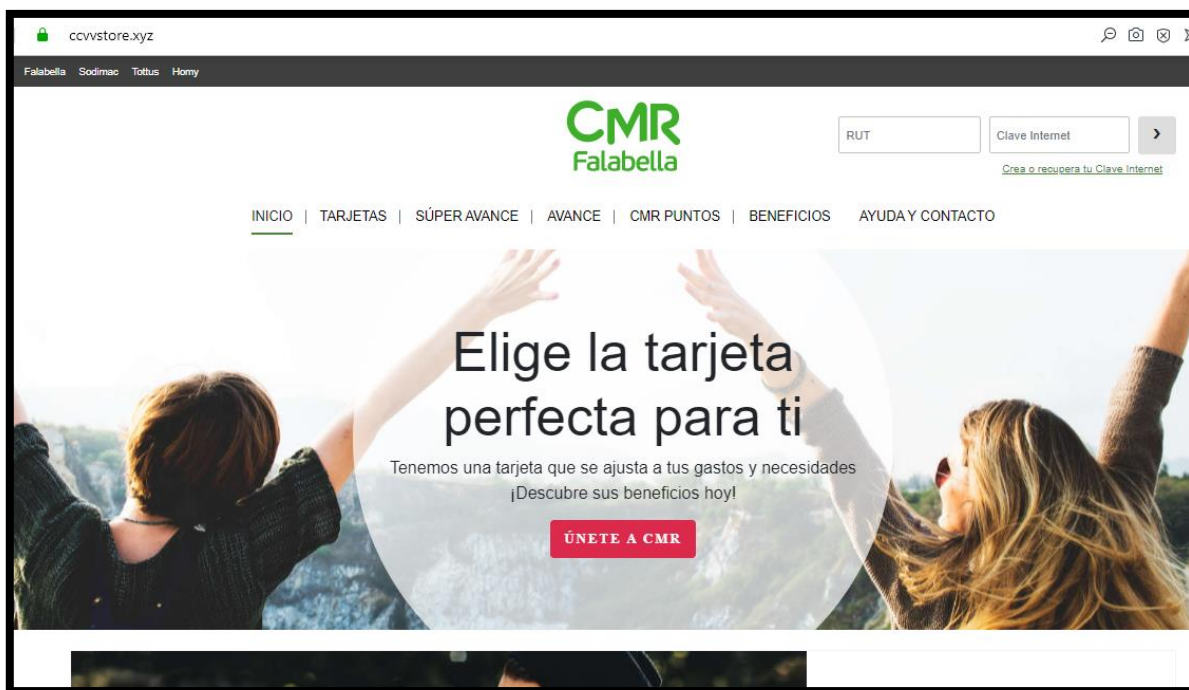 ccvvstore.xyz
Falabella Sodimac Tottus Homy
CMR
Falabella
RUT
Clave Internet
Crea o recupera tu Clave Internet
INICIO | TARJETAS | SÚPER AVANCE | AVANCE | CMR PUNTOS | BENEFICIOS AYUDA Y CONTACTO
Elige la tarjeta
perfecta para ti
Tenemos una tarjeta que se ajusta a tus gastos y necesidades
¡Descubre sus beneficios hoy!
ÚNETE A CMR